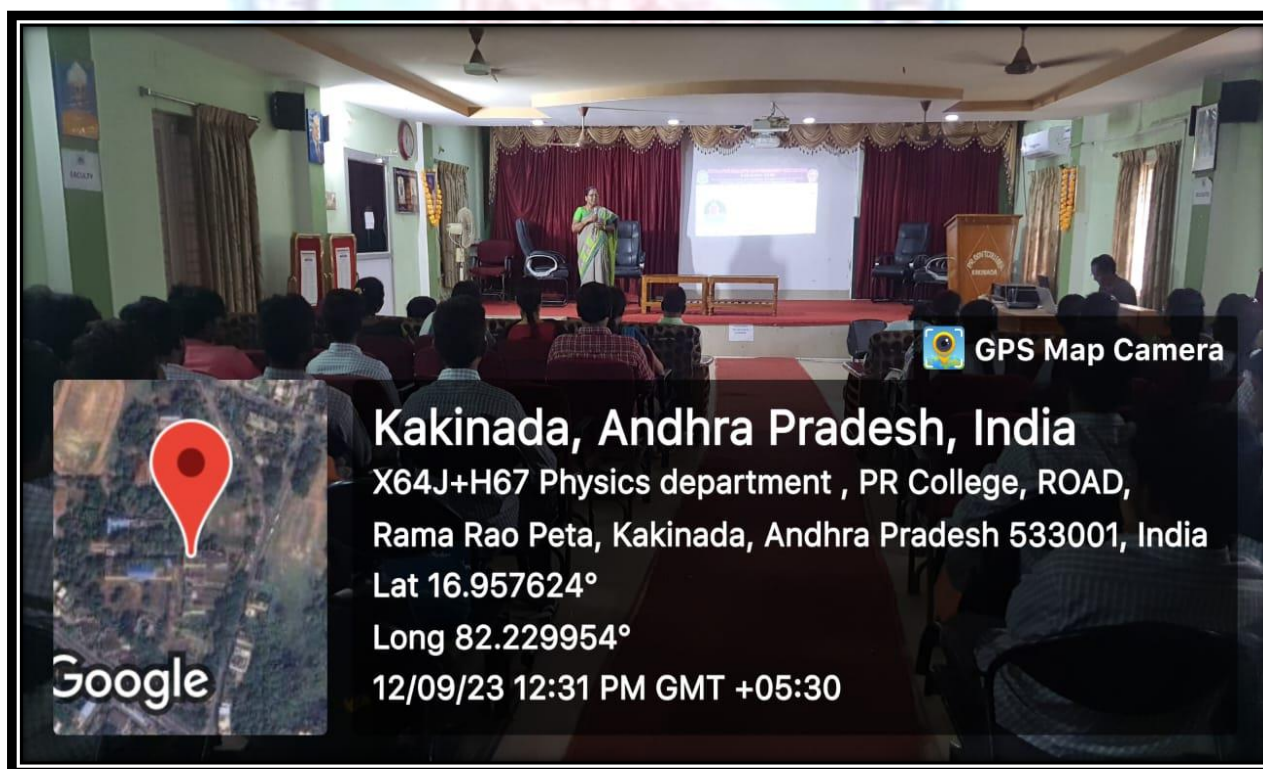 GPS Map Camera
Kakinada, Andhra Pradesh, India
X64J+H67 Physics department , PR College, ROAD,
Rama Rao Peta, Kakinada, Andhra Pradesh 533001, India
Lat 16.957624°
Long 82.229954°
12/09/23 12:31 PM GMT +05:30
Google